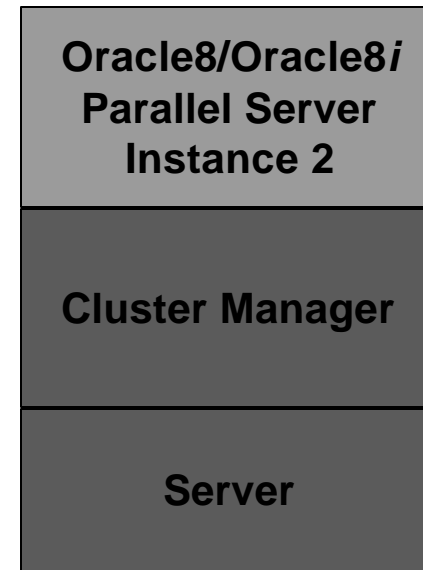 Oracle8/Oracle8i
Parallel Server
Instance 2
Cluster Manager
Server